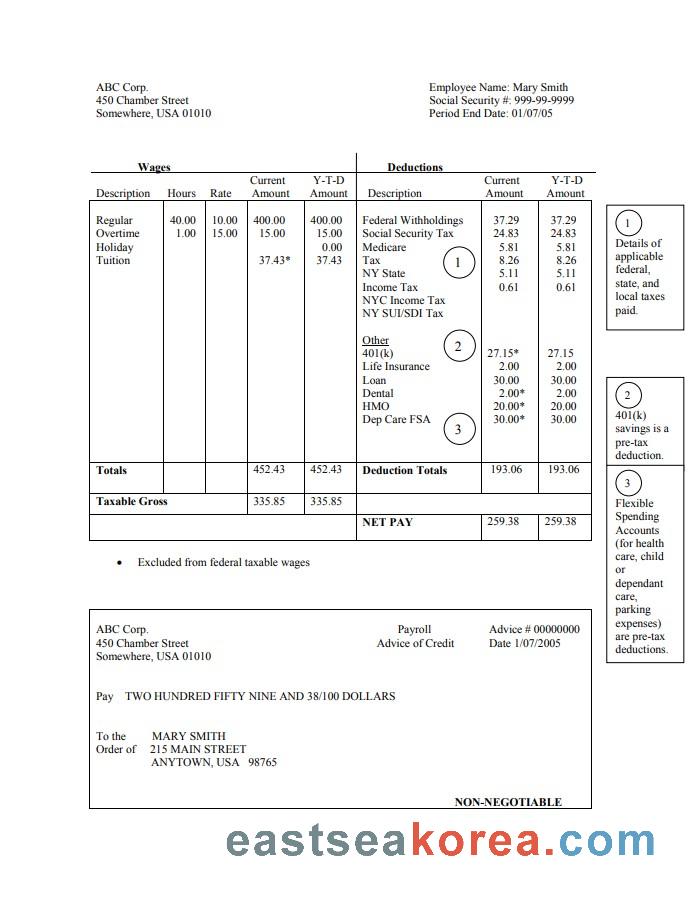 ABC Corp.
450 Chamber Street
Somewhere, USA 01010
Employee Name: Mary Smith
Social Security #: 999-99-9999
Period End Date: 01/07/05
Wages Deductions
Current Y-T-D Current Y-T-D
Description Hours Rate Amount Amount Description Amount Amount
Regular 40.00 10.00 400.00 400.00 Federal Withholdings 37.29 37.29
Overtime 1.00 15.00 15.00 15.00 Social Security Tax 24.83 24.83
Holiday 0.00 Medicare 5.81 5.81
Tuition 37.43* 37.43 Tax 1 8.26 8.26
NY State 5.11 5.11
Income Tax 0.61 0.61
NYC Income Tax
NY SUI/SDI Tax
Other
401(k) 2 27.15* 27.15
Life Insurance 2.00 2.00
Loan 30.00 30.00
Dental 2.00* 2.00
HMO 20.00* 20.00
Dep Care FSA 3 30.00* 30.00
Totals 452.43 452.43 Deduction Totals 193.06 193.06
Taxable Gross 335.85 335.85
NET PAY 259.38 259.38
1
Details of
applicable
federal,
state, and
local taxes
paid.
2
401(k)
savings is a
pre-tax
deduction.
3
Flexible
Spending
Accounts
(for health
care, child
or
dependant
care,
parking
expenses)
are pre-tax
deductions.
• Excluded from federal taxable wages
ABC Corp. Payroll Advice # 00000000
450 Chamber Street Advice of Credit Date 1/07/2005
Somewhere, USA 01010
Pay TWO HUNDRED FIFTY NINE AND 38/100 DOLLARS
To the MARY SMITH
Order of 215 MAIN STREET
ANYTOWN, USA 98765
NON-NEGOTIABLE
eastseakorea.com